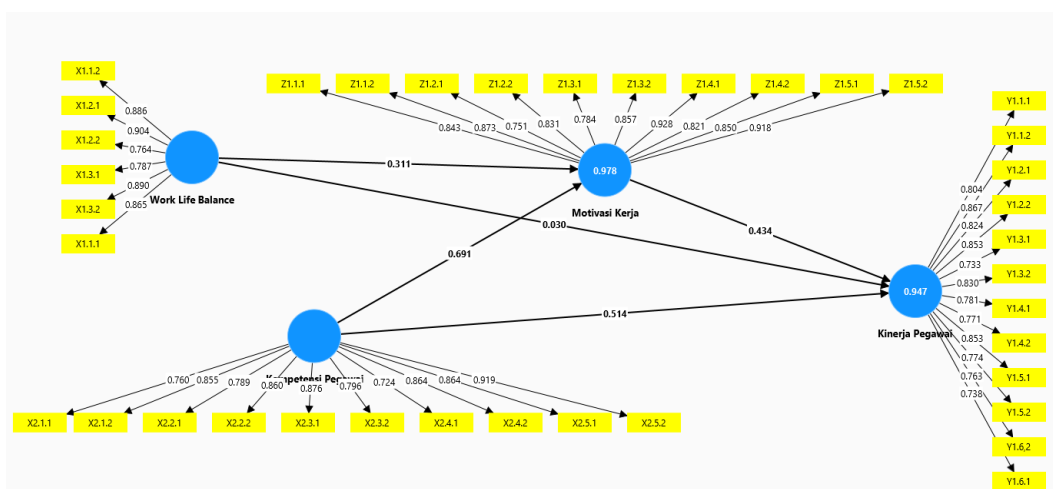 X1.1.2
X1.2.1
X1.2.2
X1.3.1
X1.3.2
X1.1.1
0.886
0.904
0.764
0.787
0.890
0.865
Work Life Balance
Z1.1.1 Z1.1.2 Z1.2.1 Z1.2.2 Z1.3.1 Z1.3.2 Z1.4.1 Z1.4.2 Z1.5.1 Z1.5.2
0.843 0.873 0.751 0.831 0.784 0.857 0.928 0.821 0.850 0.918
0.978
Motivasi Kerja
0.311
0.030
0.691
0.434
0.514
Y1.1.1
Y1.1.2
Y1.2.1
Y1.2.2
Y1.3.1
Y1.3.2
Y1.4.1
Y1.4.2
Y1.5.1
Y1.5.2
Y1.6,2
Y1.6.1
0.804
0.867
0.824
0.853
0.733
0.830
0.781
0.771
0.853
0.774
0.763
0.738
0.947
Kinerja Pegawai
Kompetensi Pegawai
0.760 0.855 0.789 0.860 0.876 0.796 0.724 0.864 0.864 0.919
X2.1.1 X2.1.2 X2.2.1 X2.2.2 X2.3.1 X2.3.2 X2.4.1 X2.4.2 X2.5.1 X2.5.2